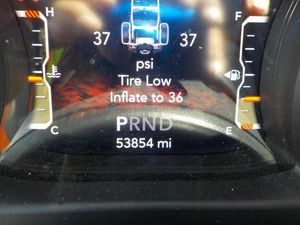 H F
37 37
psi
Tire Low
Inflate to 36
C PRND E
53854 mi